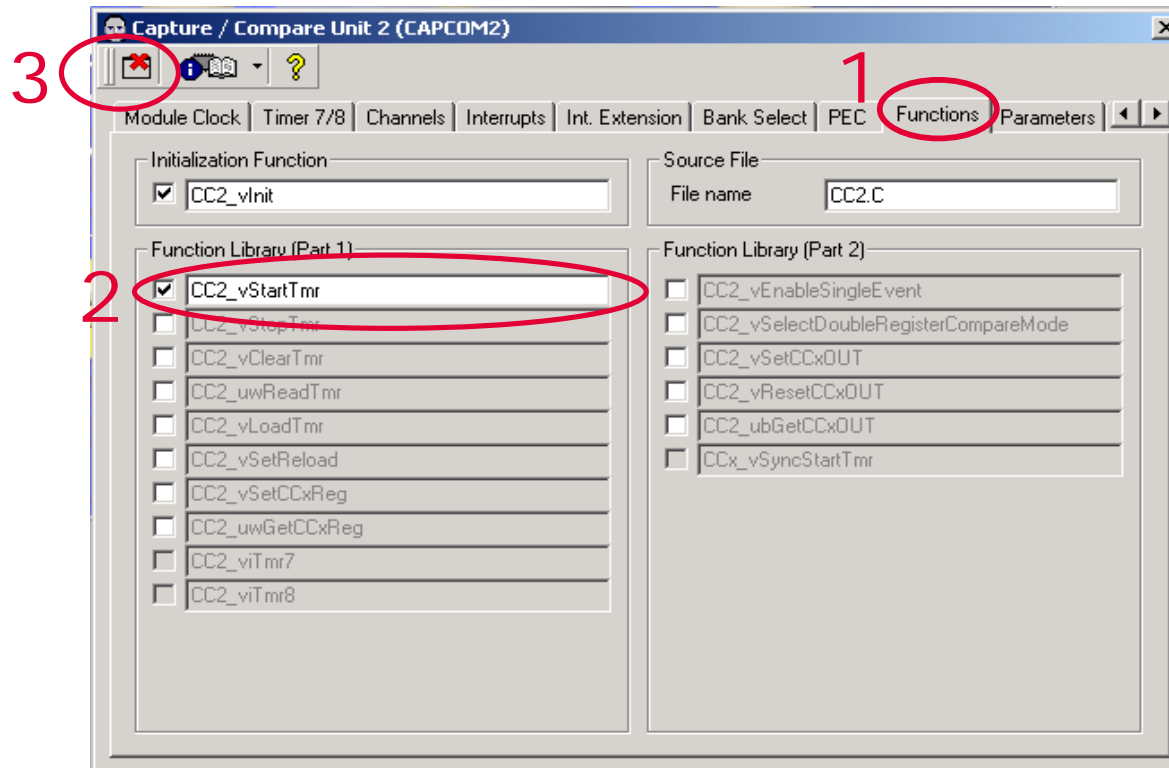 Capture / Compare Unit 2 (CAPCOM2)
3
1
Module Clock Timer 7/8 Channels Interrupts Int. Extension Bank Select PEC Functions Parameters
Initialization Function
CC2_vInit
Source File
File name CC2.C
Function Library (Part 1)
2
CC2_vStartTmr
CC2_vStopTmr
CC2_vClearTmr
CC2_uwReadTmr
CC2_vLoadTmr
CC2_vSetReload
CC2_vSetCCxReg
CC2_uwGetCCxReg
CC2_viTmr7
CC2_viTmr8
Function Library (Part 2)
CC2_vEnableSingleEvent
CC2_vSelectDoubleRegisterCompareMode
CC2_vSetCCxOUT
CC2_vResetCCxOUT
CC2_ubGetCCxOUT
CCx_vSyncStartTmr